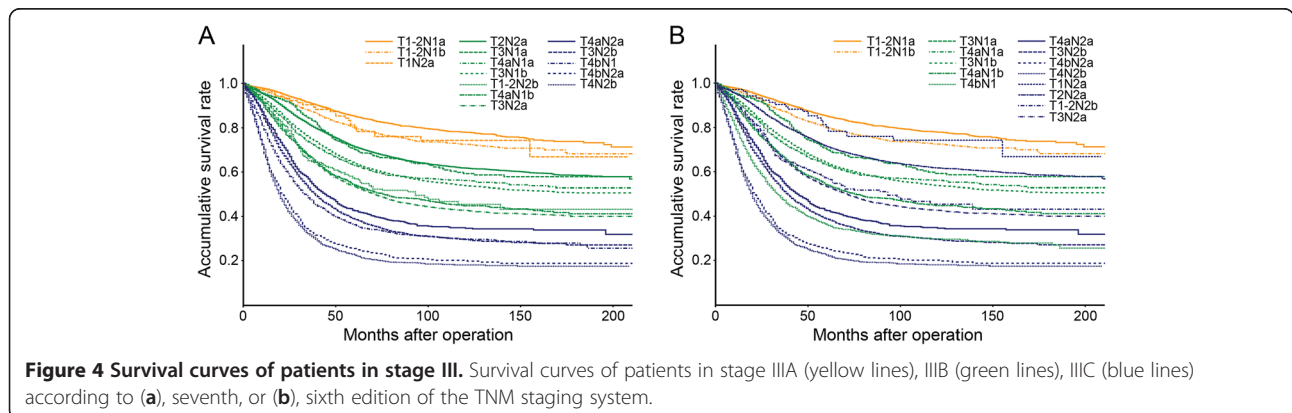 A
T1-2N1a
T1-2N1b
T1N2a
T2N2a
T3N1a
T4aN1a
T3N1b
T1-2N2b
T4aN1b
T3N2a
T4aN2a
T3N2b
T4bN1
T4bN2a
T4N2b
Accumulative survival rate
1.0
0.8
0.6
0.4
0.2
0 50 100 150 200
Months after operation
B
T1-2N1a
T1-2N1b
T3N1a
T4aN1a
T3N1b
T4aN1b
T4bN1
T4aN2a
T3N2b
T4bN2a
T4N2b
T1N2a
T2N2a
T1-2N2b
T3N2a
Accumulative survival rate
1.0
0.8
0.6
0.4
0.2
0 50 100 150 200
Months after operation
Figure 4 Survival curves of patients in stage III. Survival curves of patients in stage IIIA (yellow lines), IIIB (green lines), IIIC (blue lines)
according to (a), seventh, or (b), sixth edition of the TNM staging system.